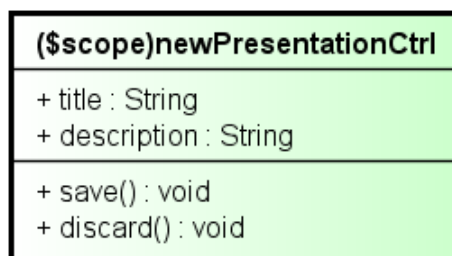 ($scope)newPresentationCtrl
+ title : String
+ description : String
+ save() : void
+ discard() : void